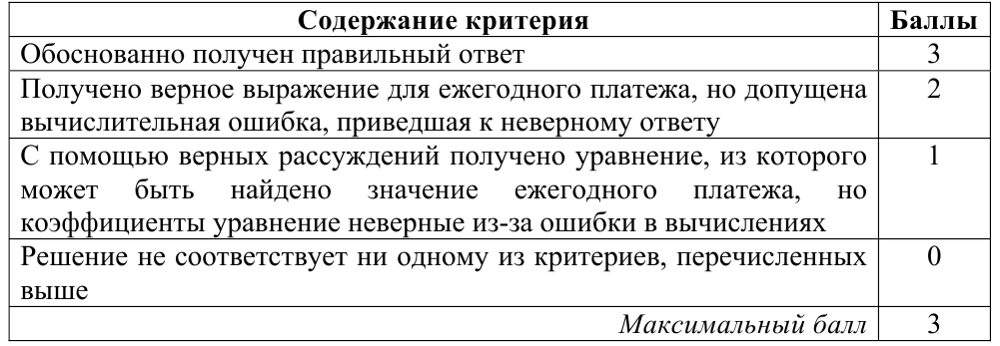 Содержание критерия Баллы
Обоснованно получен правильный ответ 3
Получено верное выражение для ежегодного платежа, но допущена 2
вычислительная ошибка, приведшая к неверному ответу
С помощью верных рассуждений получено уравнение, из которого 1
может быть найдено значение ежегодного платежа, но
коэффициенты уравнение неверные из-за ошибки в вычислениях
Решение не соответствует ни одному из критериев, перечисленных 0
выше
Максимальный балл 3